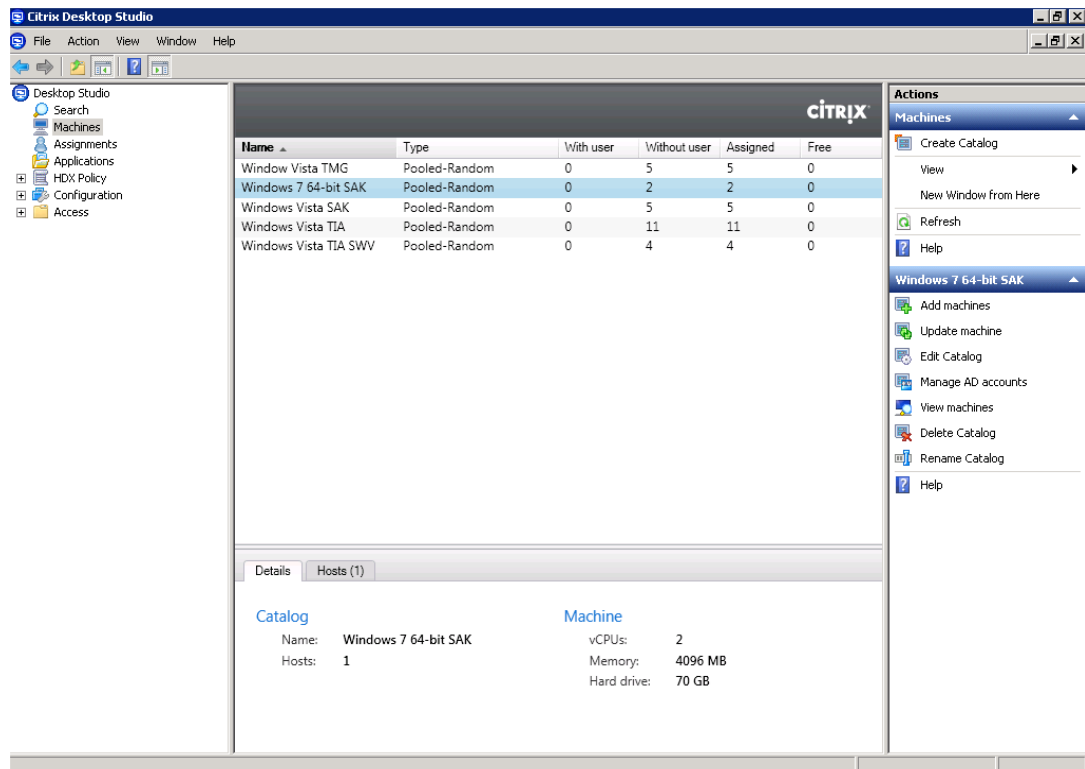 Citrix Desktop Studio
File Action View Window Help
Desktop Studio
Search
Machines
Assignments
Applications
HDX Policy
Configuration
Access
CITRIX
Name Type With user Without user Assigned Free
Window Vista TMG Pooled-Random 0 5 5 0
Windows 7 64-bit SAK Pooled-Random 0 2 2 0
Windows Vista SAK Pooled-Random 0 5 5 0
Windows Vista TIA Pooled-Random 0 11 11 0
Windows Vista TIA SWV Pooled-Random 0 4 4 0
Details Hosts (1)
Catalog
Name: Windows 7 64-bit SAK
Hosts: 1
Machine
vCPUs: 2
Memory: 4096 MB
Hard drive: 70 GB
Actions
Machines
Create Catalog
View
New Window from Here
Refresh
Help
Windows 7 64-bit SAK
Add machines
Update machine
Edit Catalog
Manage AD accounts
View machines
Delete Catalog
Rename Catalog
Help